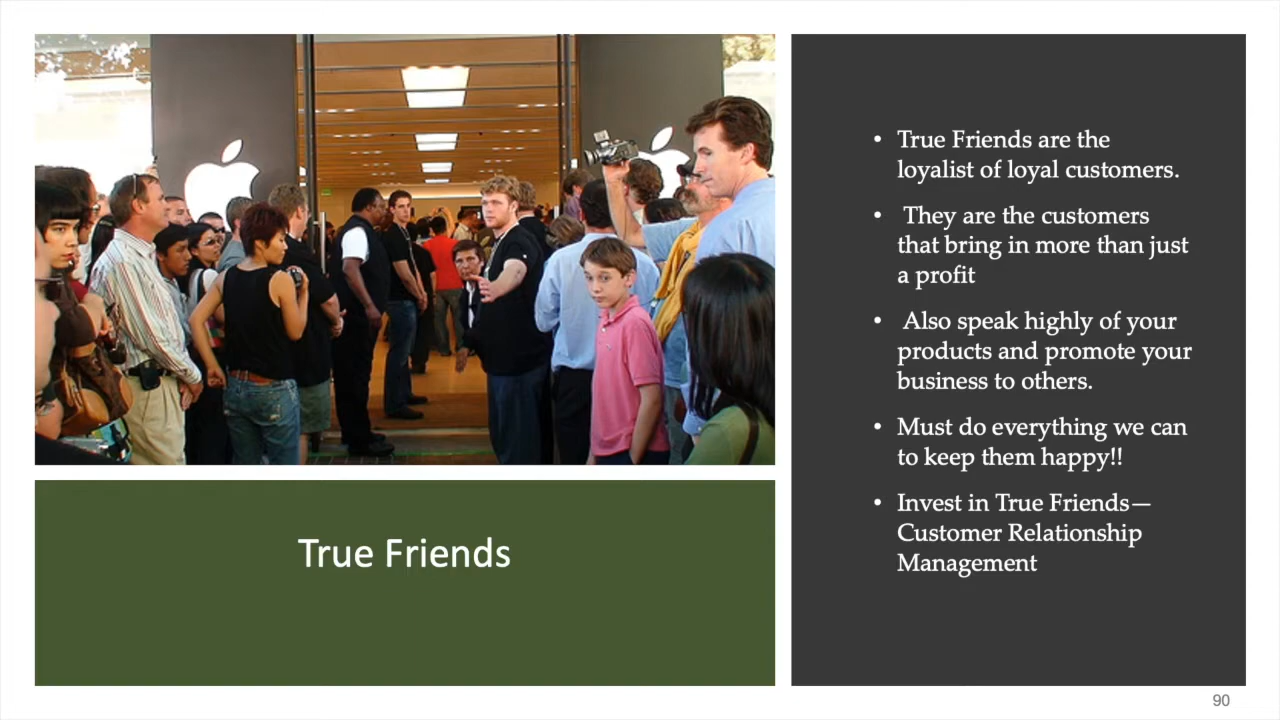 True Friends
• True Friends are the
loyalist of loyal customers.
• They are the customers
that bring in more than just
a profit
• Also speak highly of your
products and promote your
business to others.
• Must do everything we can
to keep them happy!!
• Invest in True Friends—
Customer Relationship
Management
90